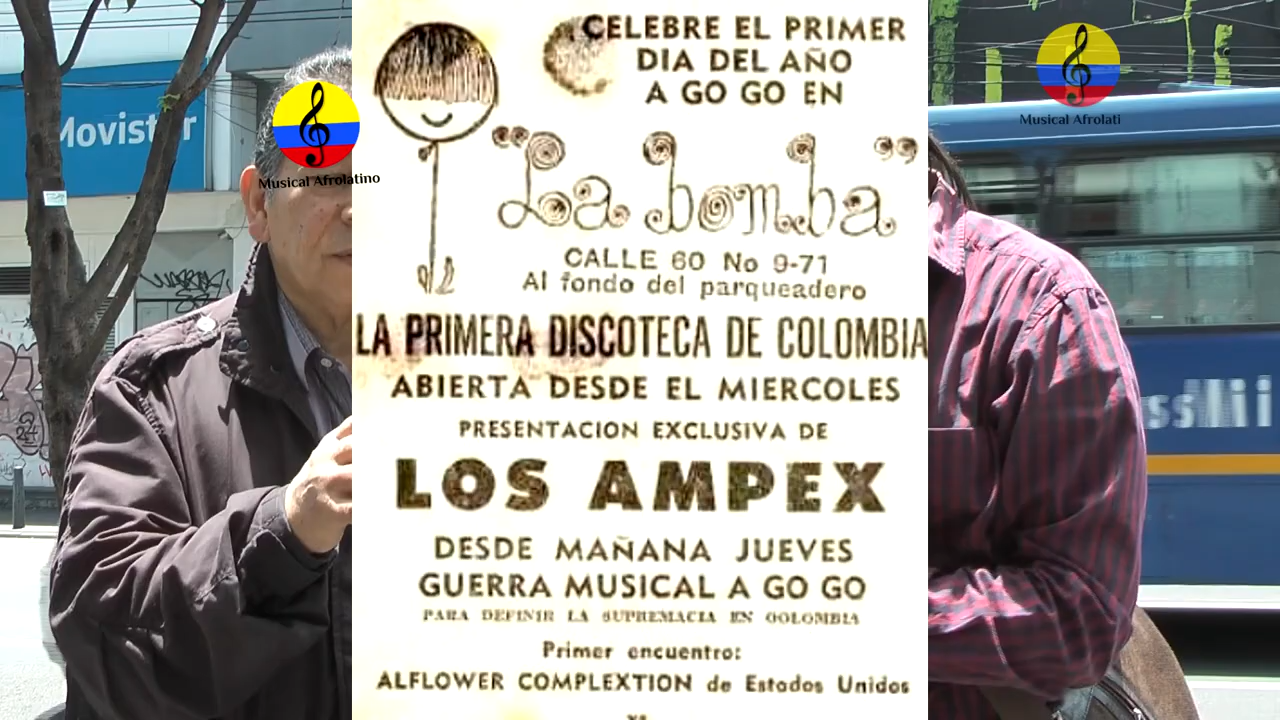 Movistar
Musical Afrolatino
CELEBRE EL PRIMER
DIA DEL AÑO
A GO GO EN
"La bomba"
CALLE 60 No 9-71
Al fondo del parqueadero
LA PRIMERA DISCOTECA DE COLOMBIA
ABIERTA DESDE EL MIERCOLES
PRESENTACION EXCLUSIVA DE
LOS AMPEX
DESDE MAÑANA JUEVES
GUERRA MUSICAL A GO GO
PARA DEFINIR LA SUPREMACIA EN COLOMBIA
Primer encuentro:
ALFLOWER COMPLEXTION de Estados Unidos
Musical Afrolati